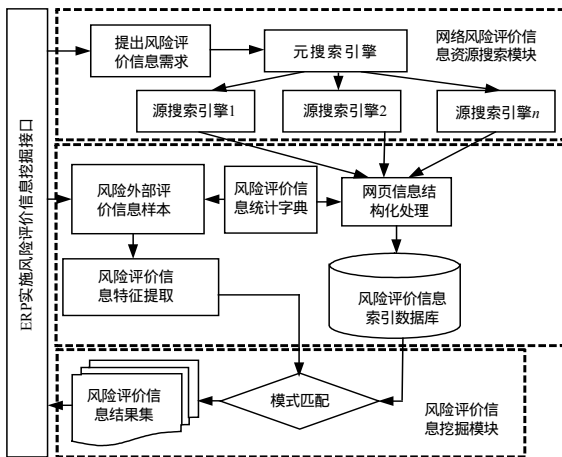 ERP实施风险评价信息挖掘接口
提出风险评
价信息需求
元搜索引擎
网络风险评价信
息资源搜索模块
源搜索引擎1
源搜索引擎2
源搜索引擎n
风险外部评
价信息样本
风险评价信
息统计字典
网页信息结
构化处理
风险评价信
息特征提取
风险评价信息
索引数据库
风险评价信
息结果集
模式匹配
风险评价信
息挖掘模块